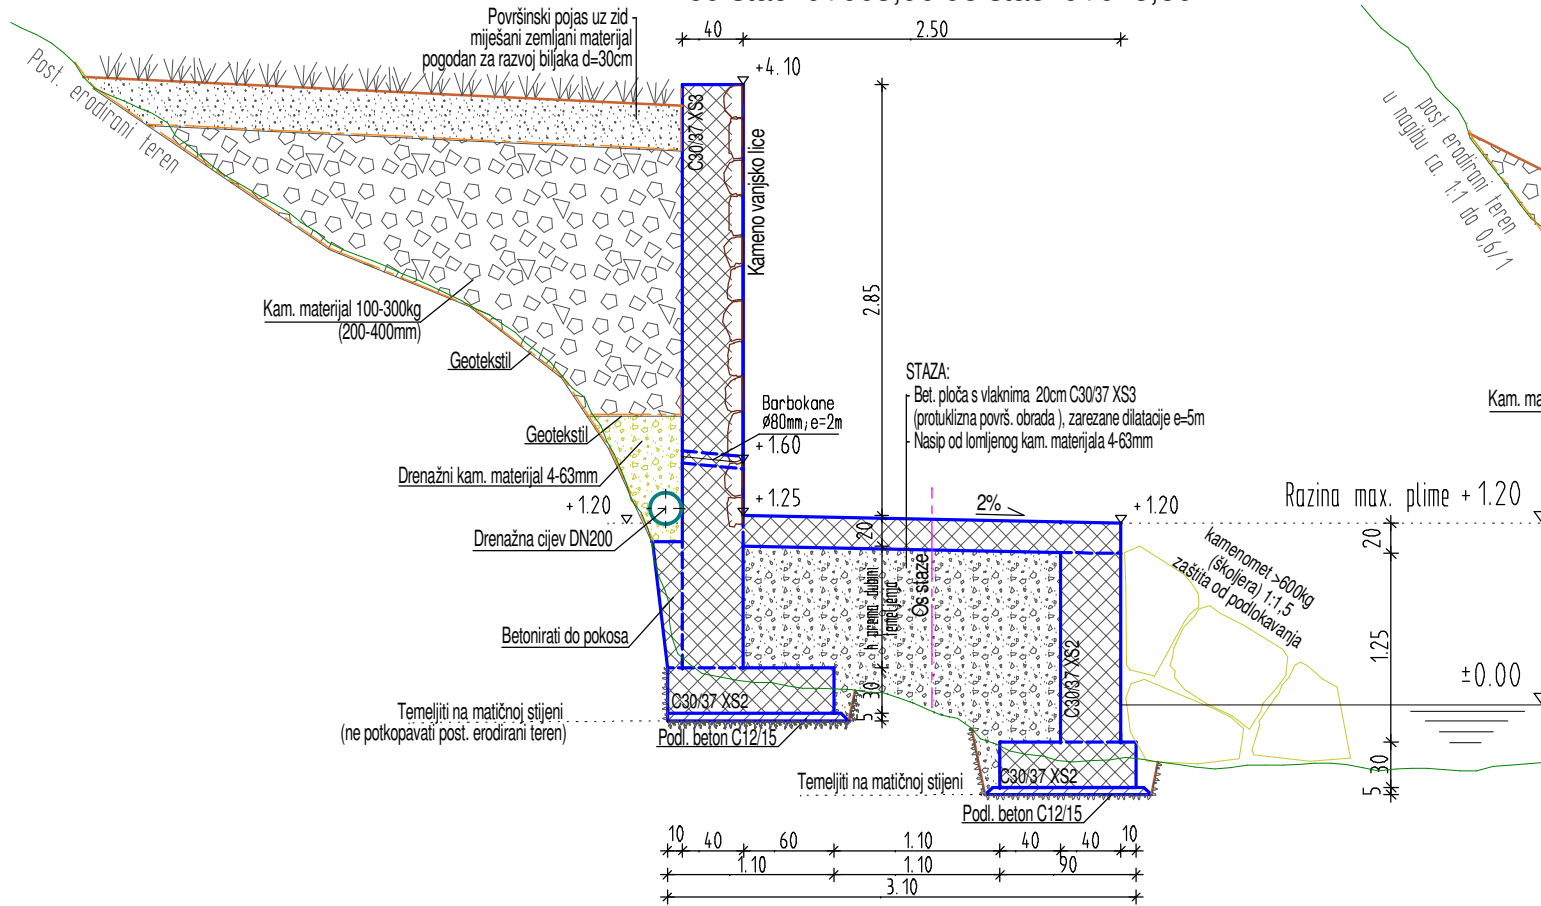 40
2.50
Površinski pojas uz zid
miješani zemljani materijal
pogodan za razvoj biljaka d=30cm
+4.10
Post. erodirani teren
C30/37 XS3
Kameno vanjsko lice
post erodirani teren
u nagibu ca. 1:1 do 0,6/1
Kam. materijal 100-300kg
(200-400mm)
2.85
Geotekstil
STAZA:
Bet. ploča s vlaknima 20cm C30/37 XS3
(protuklizna površ. obrada ), zarezane dilatacije e=5m
Nasip od lomljenog kam. materijala 4-63mm
Kam. ma
Barbokane
Ø80mm; e=2m
Geotekstil
+1.60
Drenažni kam. materijal 4-63mm
+1.20
+1.25
2%
+1.20
Razina max. plime +1.20
Drenažna cijev DN200
20
20
kamenomet >600kg
(školjera) 1:1,5
zaštita od podlokavanja
h prema dubini
temeljenja
Os staze
Betonirati do pokosa
1.25
C30/37 XS2
±0.00
C30/37 XS2
30
5
Temeljiti na matičnoj stijeni
(ne potkopavati post. erodirani teren)
Podl. beton C12/15
Temeljiti na matičnoj stijeni
C30/37 XS2
30
5
Podl. beton C12/15
10
40
60
1.10
40
40
10
1.10
1.10
90
3.10